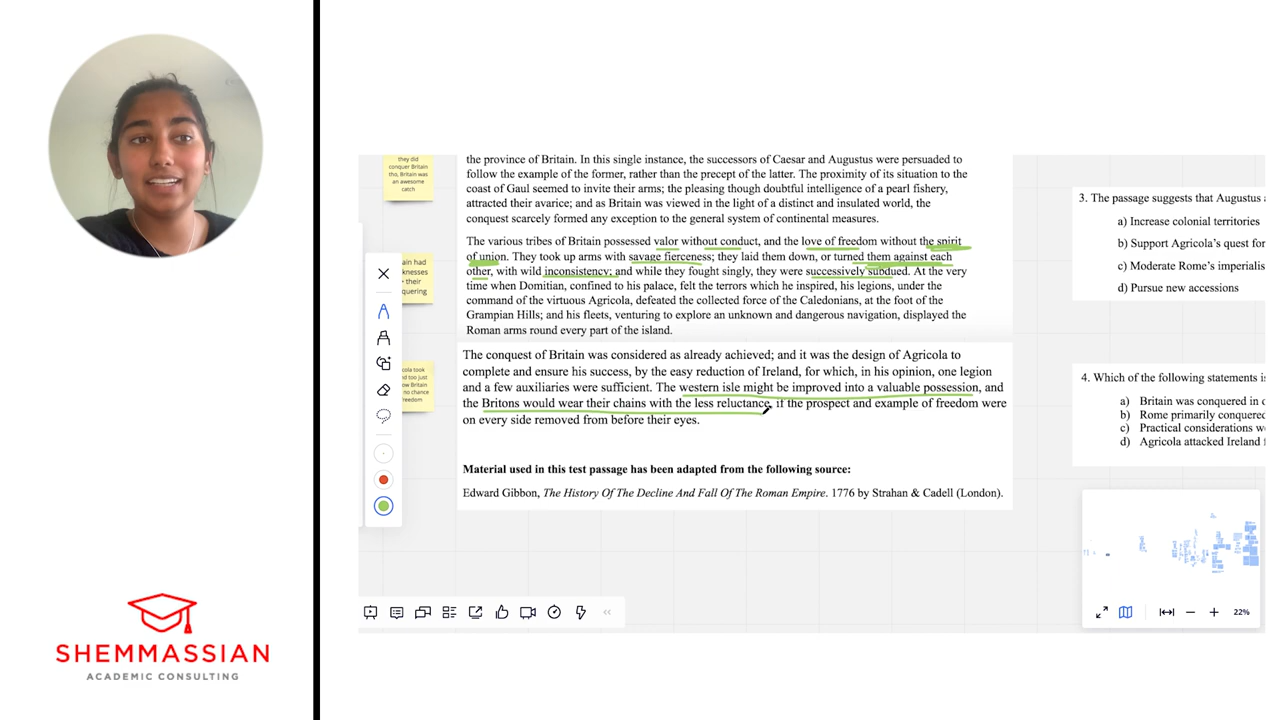 they did
conquer Britain
tho, Britain was
an awesome
catch
the province of Britain. In this single instance, the successors of Caesar and Augustus were persuaded to
follow the example of the former, rather than the precept of the latter. The proximity of its situation to the
coast of Gaul seemed to invite their arms; the pleasing though doubtful intelligence of a pearl fishery,
attracted their avarice; and as Britain was viewed in the light of a distinct and insulated world, the
conquest scarcely formed any exception to the general system of continental measures.
The various tribes of Britain possessed valor without conduct, and the love of freedom without the spirit
of union. They took up arms with savage fierceness; they laid them down, or turned them against each
other, with wild inconsistency; and while they fought singly, they were successively subdued. At the very
time when Domitian, confined to his palace, felt the terrors which he inspired, his legions, under the
command of the virtuous Agricola, defeated the collected force of the Caledonians, at the foot of the
Grampian Hills; and his fleets, venturing to explore an unknown and dangerous navigation, displayed the
Roman arms round every part of the island.
ain had
knesses
their
quering
The conquest of Britain was considered as already achieved; and it was the design of Agricola to
complete and ensure his success, by the easy reduction of Ireland, for which, in his opinion, one legion
and a few auxiliaries were sufficient. The western isle might be improved into a valuable possession, and
the Britons would wear their chains with the less reluctance, if the prospect and example of freedom were
on every side removed from before their eyes.
cola took
d too just
ow Britain
no chance
reedom
Material used in this test passage has been adapted from the following source:
Edward Gibbon, The History Of The Decline And Fall Of The Roman Empire. 1776 by Strahan & Cadell (London).
3. The passage suggests that Augustus
a) Increase colonial territories
b) Support Agricola's quest for
c) Moderate Rome's imperialis
d) Pursue new accessions
4. Which of the following statements is
a) Britain was conquered in
b) Rome primarily conquered
c) Practical considerations w
d) Agricola attacked Ireland
22%
SHEMMASSIAN
ACADEMIC CONSULTING